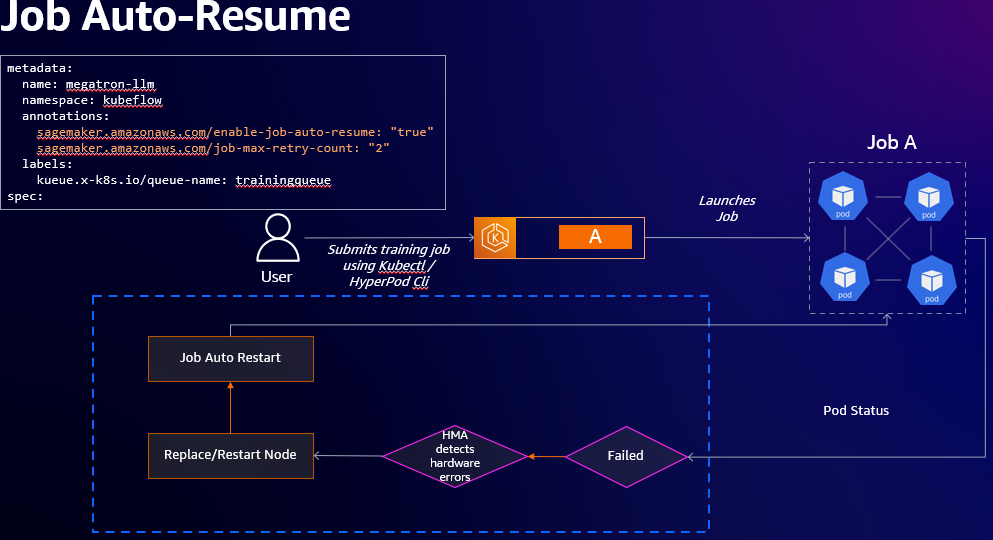 Job Auto-Resume
metadata:
name: megatron-llm
namespace: kubeflow
annotations:
sagemaker.amazonaws.com/enable-job-auto-resume: "true"
sagemaker.amazonaws.com/job-max-retry-count: "2"
labels:
kueue.x-k8s.io/queue-name: trainingqueue
spec:
User
Submits training job
using Kubectl /
HyperPod Cli
K
A
Launches
Job
Job A
pod
pod
pod
pod
Pod Status
Failed
HMA
detects
hardware
errors
Replace/Restart Node
Job Auto Restart